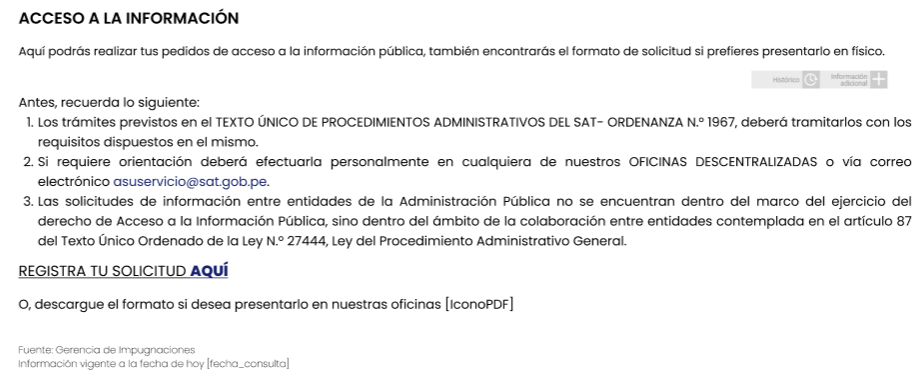 ACCESO A LA INFORMACIÓN
Aquí podrás realizar tus pedidos de acceso a la información pública, también encontrarás el formato de solicitud si prefieres presentarlo en físico.
Histórico
Información
adicional
Antes, recuerda lo siguiente:
1. Los trámites previstos en el TEXTO ÚNICO DE PROCEDIMIENTOS ADMINISTRATIVOS DEL SAT- ORDENANZA N.º 1967, deberá tramitarlos con los
requisitos dispuestos en el mismo.
2. Si requiere orientación deberá efectuarla personalmente en cualquiera de nuestros OFICINAS DESCENTRALIZADAS o vía correo
electrónico asuservicio@sat.gob.pe.
3. Las solicitudes de información entre entidades de la Administración Pública no se encuentran dentro del marco del ejercicio del
derecho de Acceso a la Información Pública, sino dentro del ámbito de la colaboración entre entidades contemplada en el artículo 87
del Texto Único Ordenado de la Ley N.º 27444, Ley del Procedimiento Administrativo General.
REGISTRA TU SOLICITUD AQUÍ
O, descargue el formato si desea presentarlo en nuestras oficinas [IconoPDF]
Fuente: Gerencia de Impugnaciones
Información vigente a la fecha de hoy [fecha_consulta]